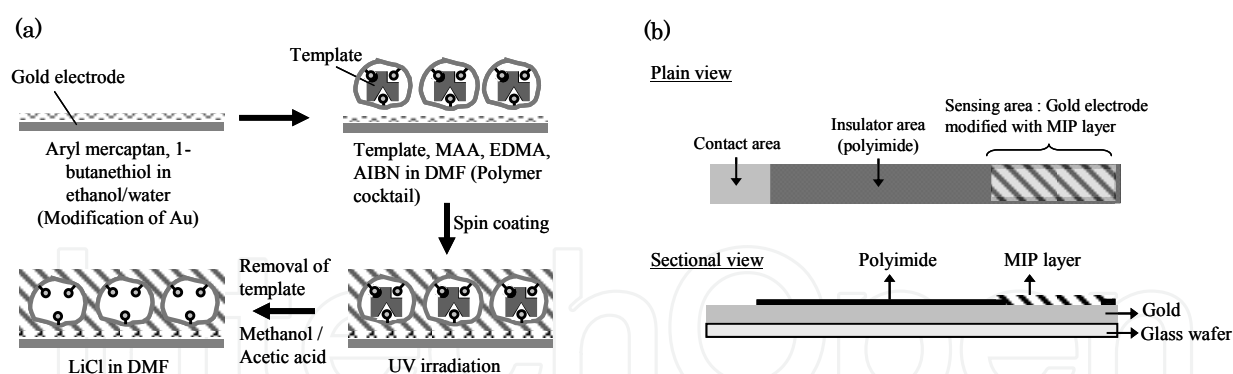 (a)
Template
Gold electrode
Aryl mercaptan, 1-
butanethiol in
ethanol/water
(Modification of Au)
Template, MAA, EDMA,
AIBN in DMF (Polymer
cocktail)
Spin coating
Removal of
template
Methanol /
Acetic acid
LiCl in DMF
UV irradiation
(b)
Plain view
Sensing area : Gold electrode
modified with MIP layer
Insulator area
(polyimide)
Contact area
Sectional view
Polyimide
MIP layer
Gold
Glass wafer
IntechOpen